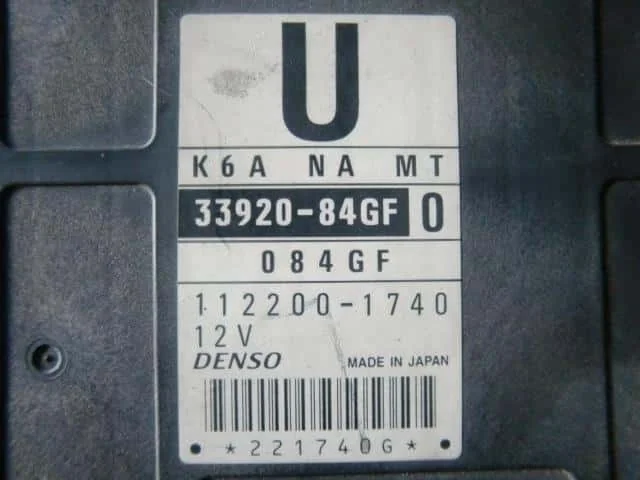 U
K6A NA MT
33920-84GF 0
084GF
112200-1740
12V
DENSO MADE IN JAPAN
*221740G*